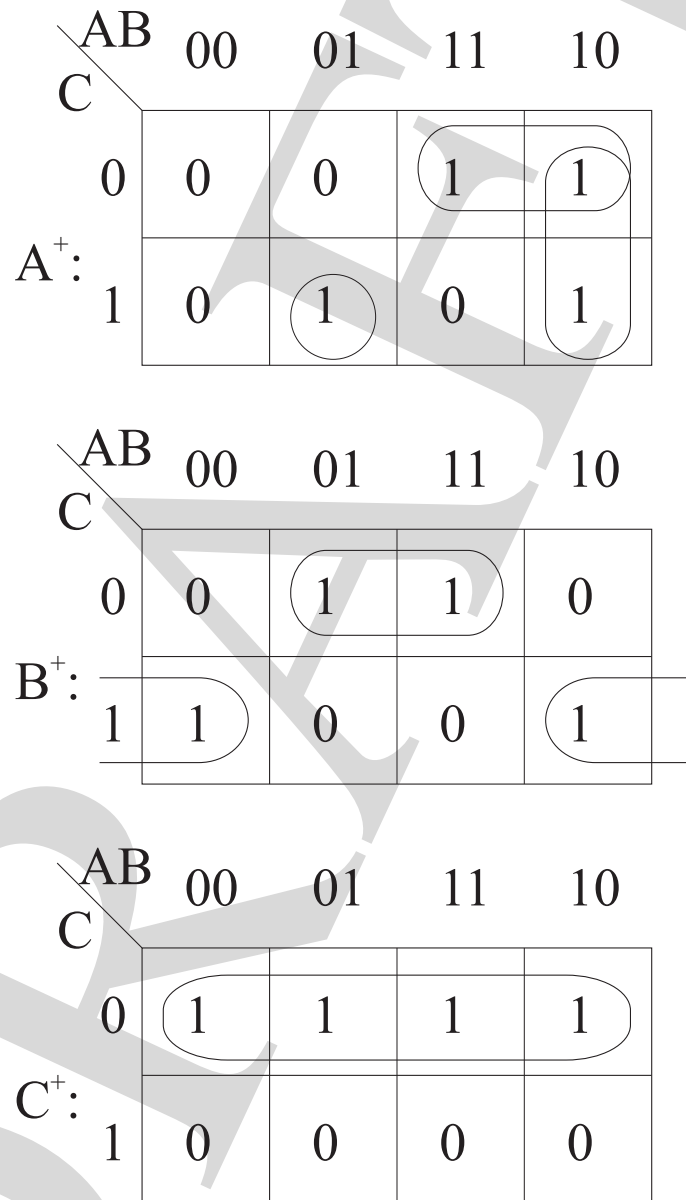 AB 00 01 11 10
C
0 0 0 1 1
A⁺:
1 0 1 0 1
AB 00 01 11 10
C
0 0 1 1 0
B⁺:
1 1 0 0 1
AB 00 01 11 10
C
0 1 1 1 1
C⁺:
1 0 0 0 0
DRAFT